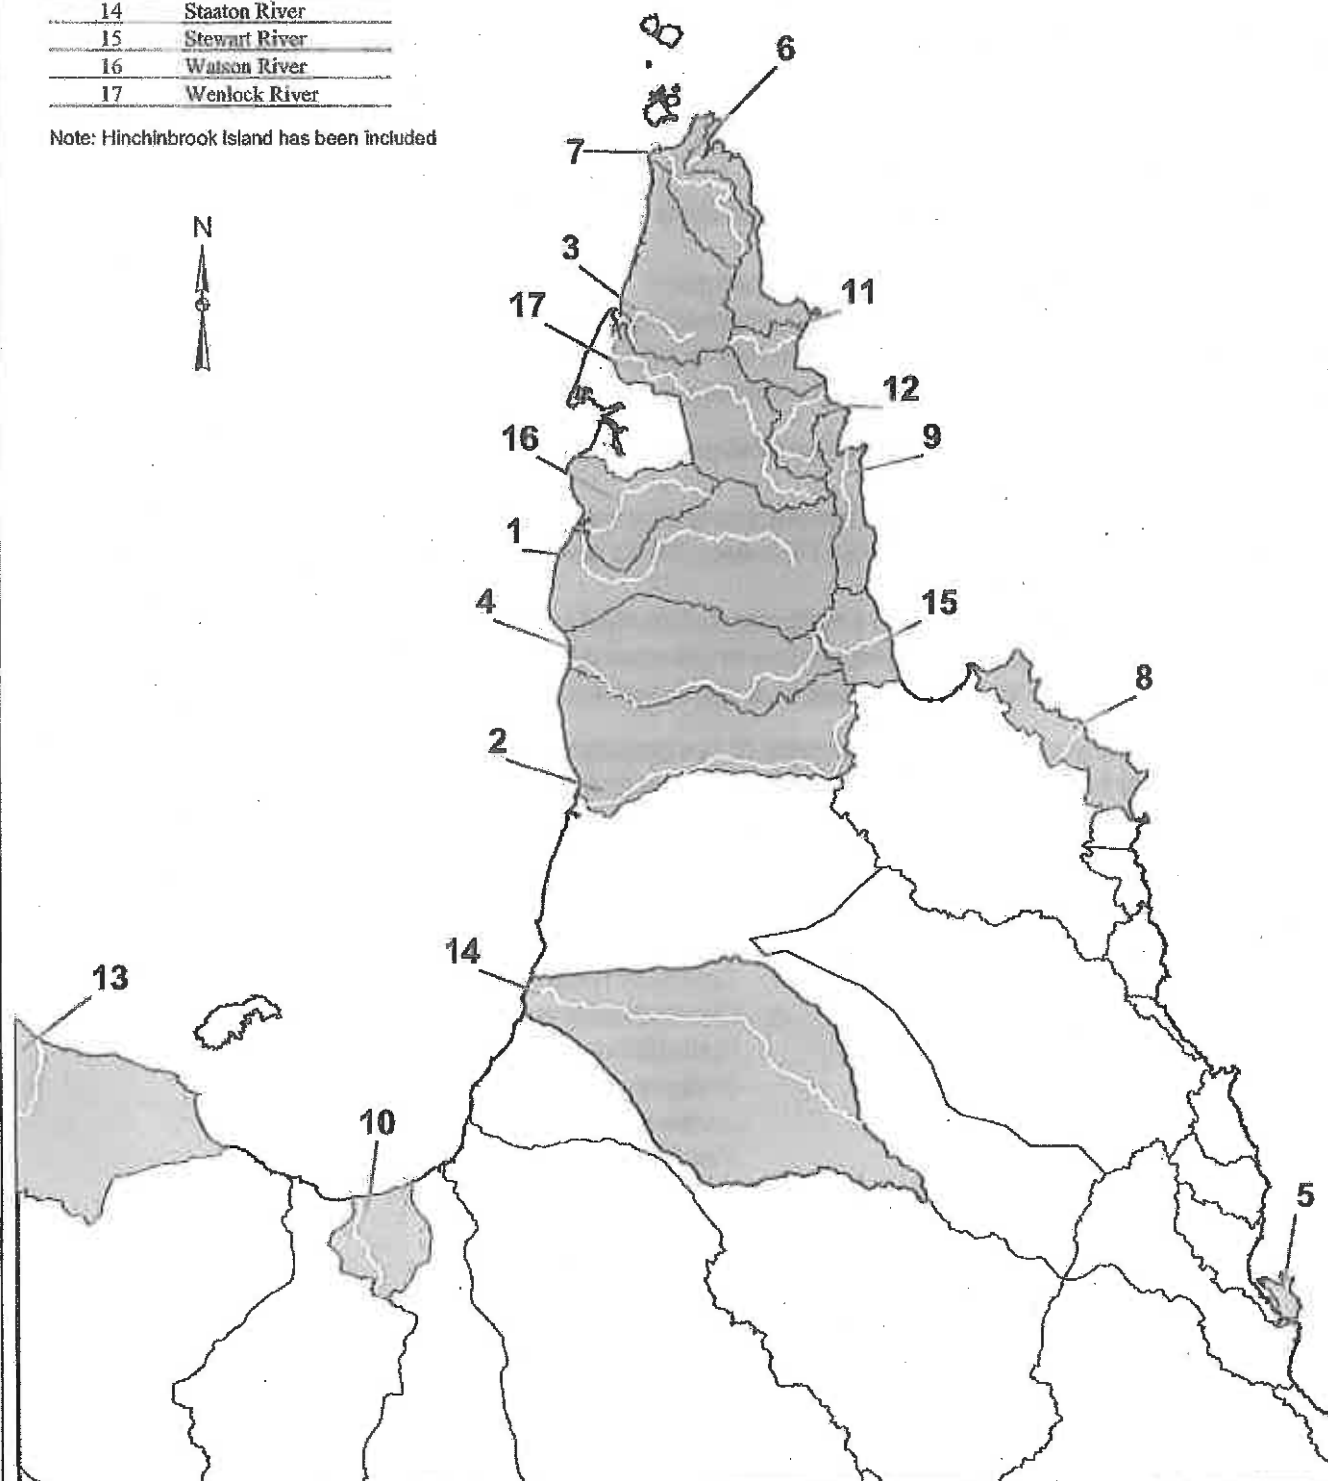 14 Staaton River
15 Stewart River
16 Watson River
17 Wenlock River
Note: Hinchinbrook Island has been included
N
6
7
3
17
11
12
16
9
1
4
15
8
2
14
13
10
5